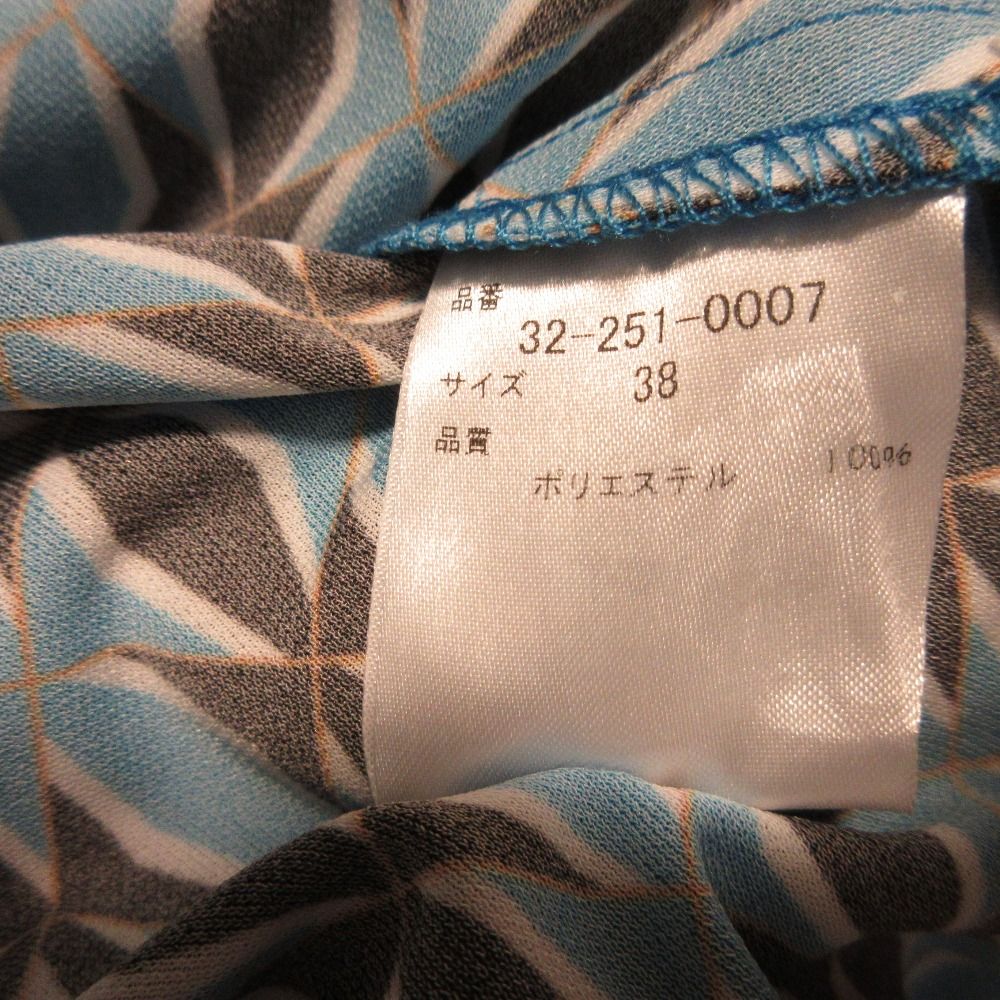 品番
32-251-0007
サイズ 38
品質
ポリエステル 100%